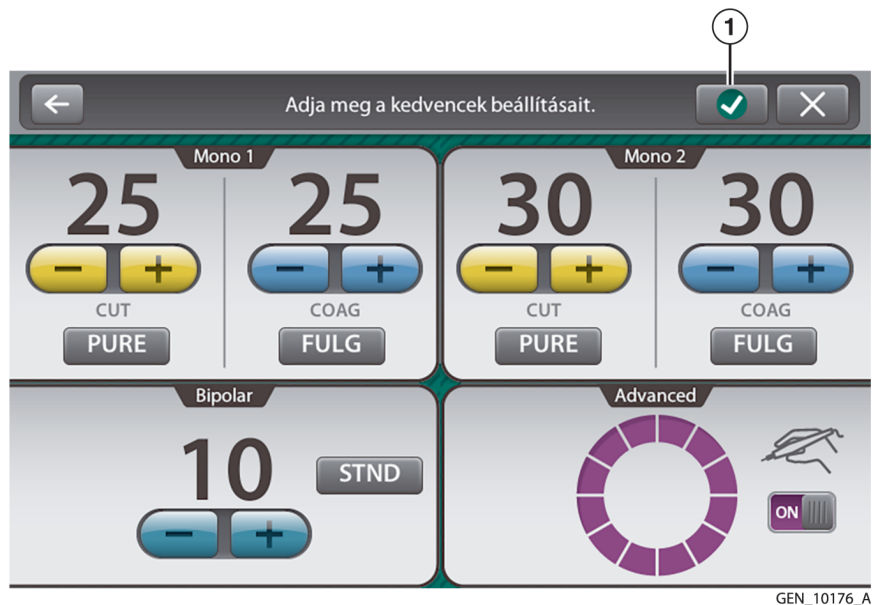 1
Adja meg a kedvencek beállításait.
Mono 1
Mono 2
25
25
30
30
CUT
COAG
CUT
COAG
PURE
FULG
PURE
FULG
Bipolar
Advanced
10
STND
ON
GEN_10176_A